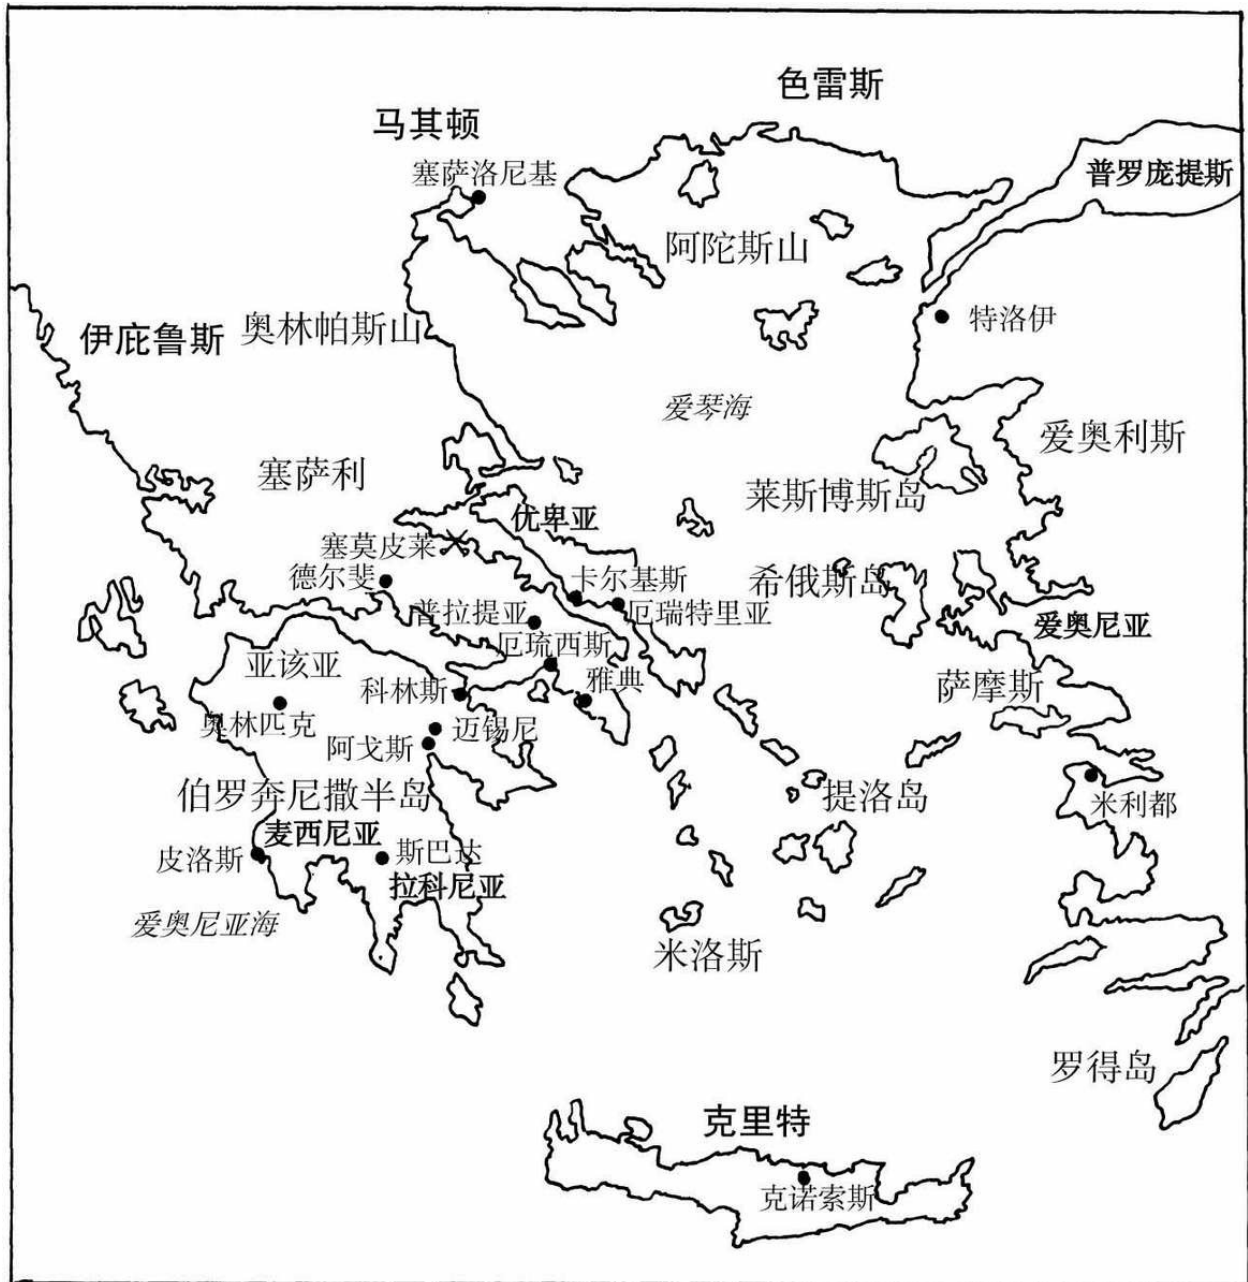 色雷斯
马其顿
塞萨洛尼基
普罗庞提斯
阿陀斯山
特洛伊
伊庇鲁斯
奥林帕斯山
爱琴海
爱奥利斯
塞萨利
莱斯博斯岛
优卑亚
塞莫皮莱
德尔斐
卡尔基斯
希俄斯岛
普拉提亚
厄瑞特里亚
爱奥尼亚
厄琉西斯
亚该亚
科林斯
雅典
萨摩斯
奥林匹克
迈锡尼
阿戈斯
伯罗奔尼撒半岛
提洛岛
米利都
麦西尼亚
皮洛斯
斯巴达
拉科尼亚
爱奥尼亚海
米洛斯
罗得岛
克里特
克诺索斯